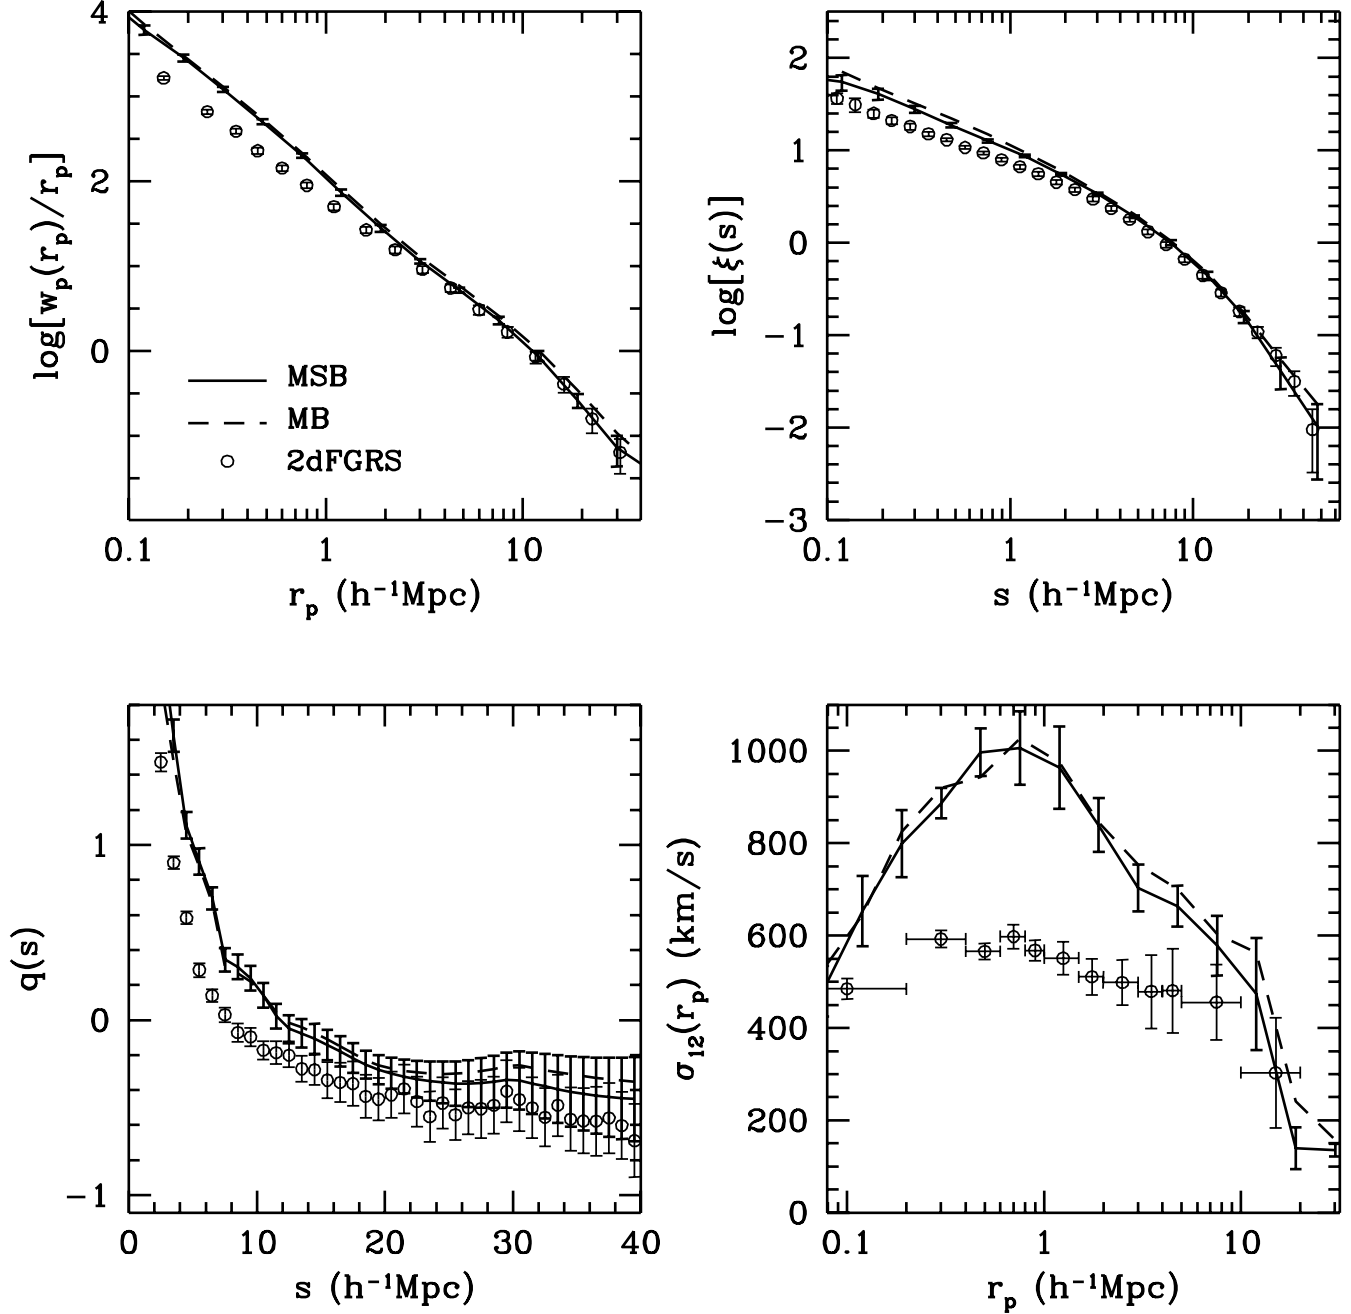 4
2
0
log[w_p(r_p)/r_p]
MSB
MB
2dFGRS
0.1 1 10
r_p (h⁻¹Mpc)
2
1
0
−1
−2
−3
log[ξ(s)]
0.1 1 10
s (h⁻¹Mpc)
1
0
−1
q(s)
0 10 20 30 40
s (h⁻¹Mpc)
1000
800
600
400
200
0
σ₁₂(r_p) (km/s)
0.1 1 10
r_p (h⁻¹Mpc)